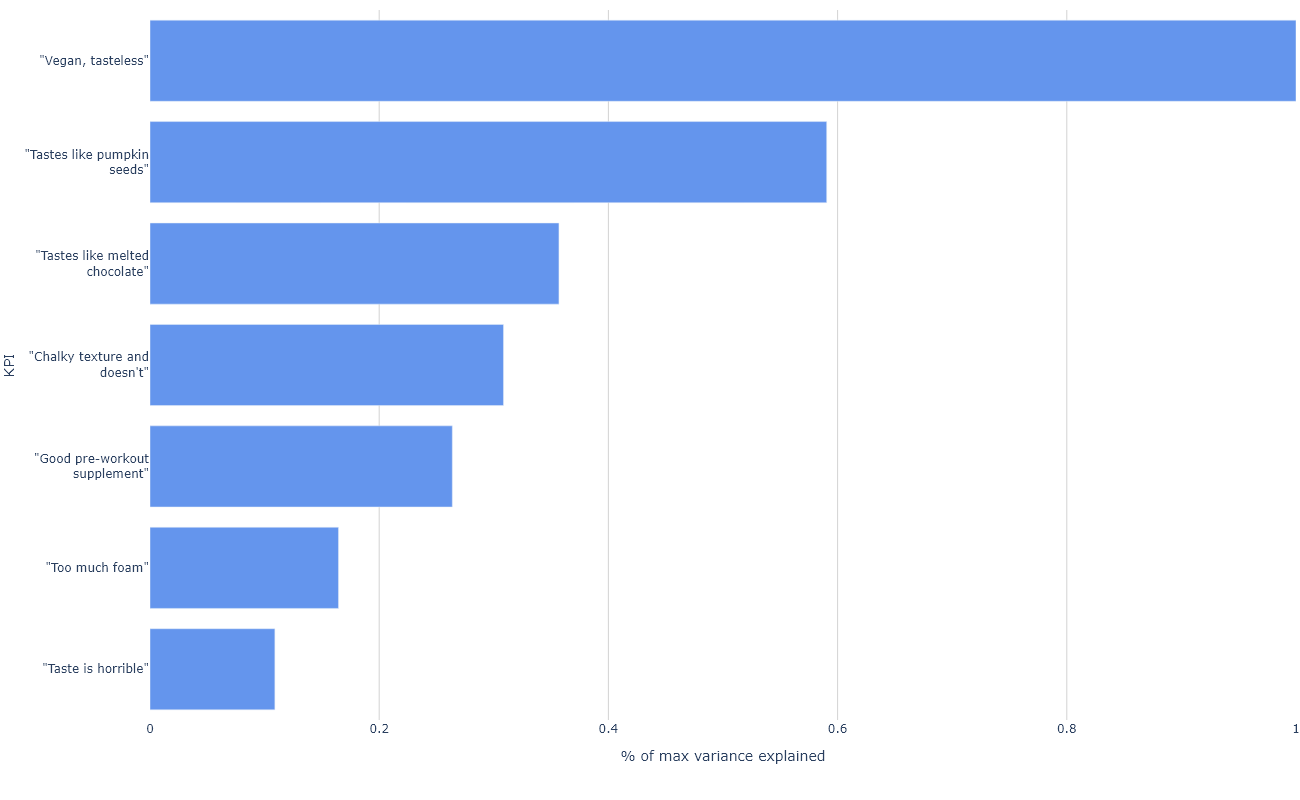 "Vegan, tasteless"
"Tastes like pumpkin
seeds"
"Tastes like melted
chocolate"
"Chalky texture and
doesn't"
"Good pre-workout
supplement"
"Too much foam"
"Taste is horrible"
KPI
0 0.2 0.4 0.6 0.8 1
% of max variance explained